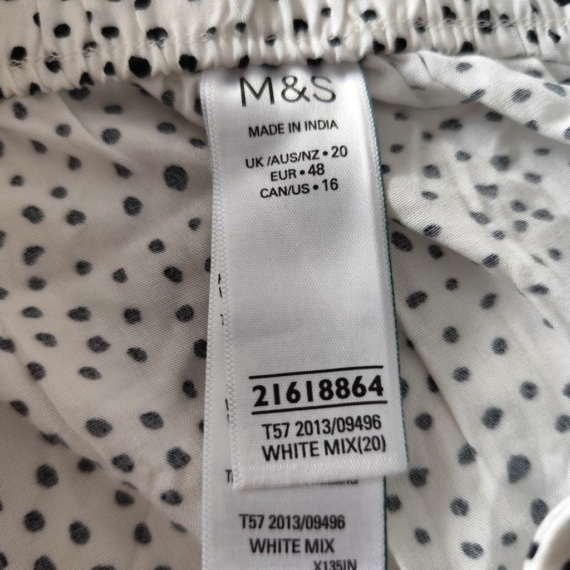 M&S
MADE IN INDIA
UK/AUS/NZ • 20
EUR • 48
CAN/US • 16
21618864
T57 2013/09496
WHITE MIX(20)
T57 2013/09496
WHITE MIX
X135IN